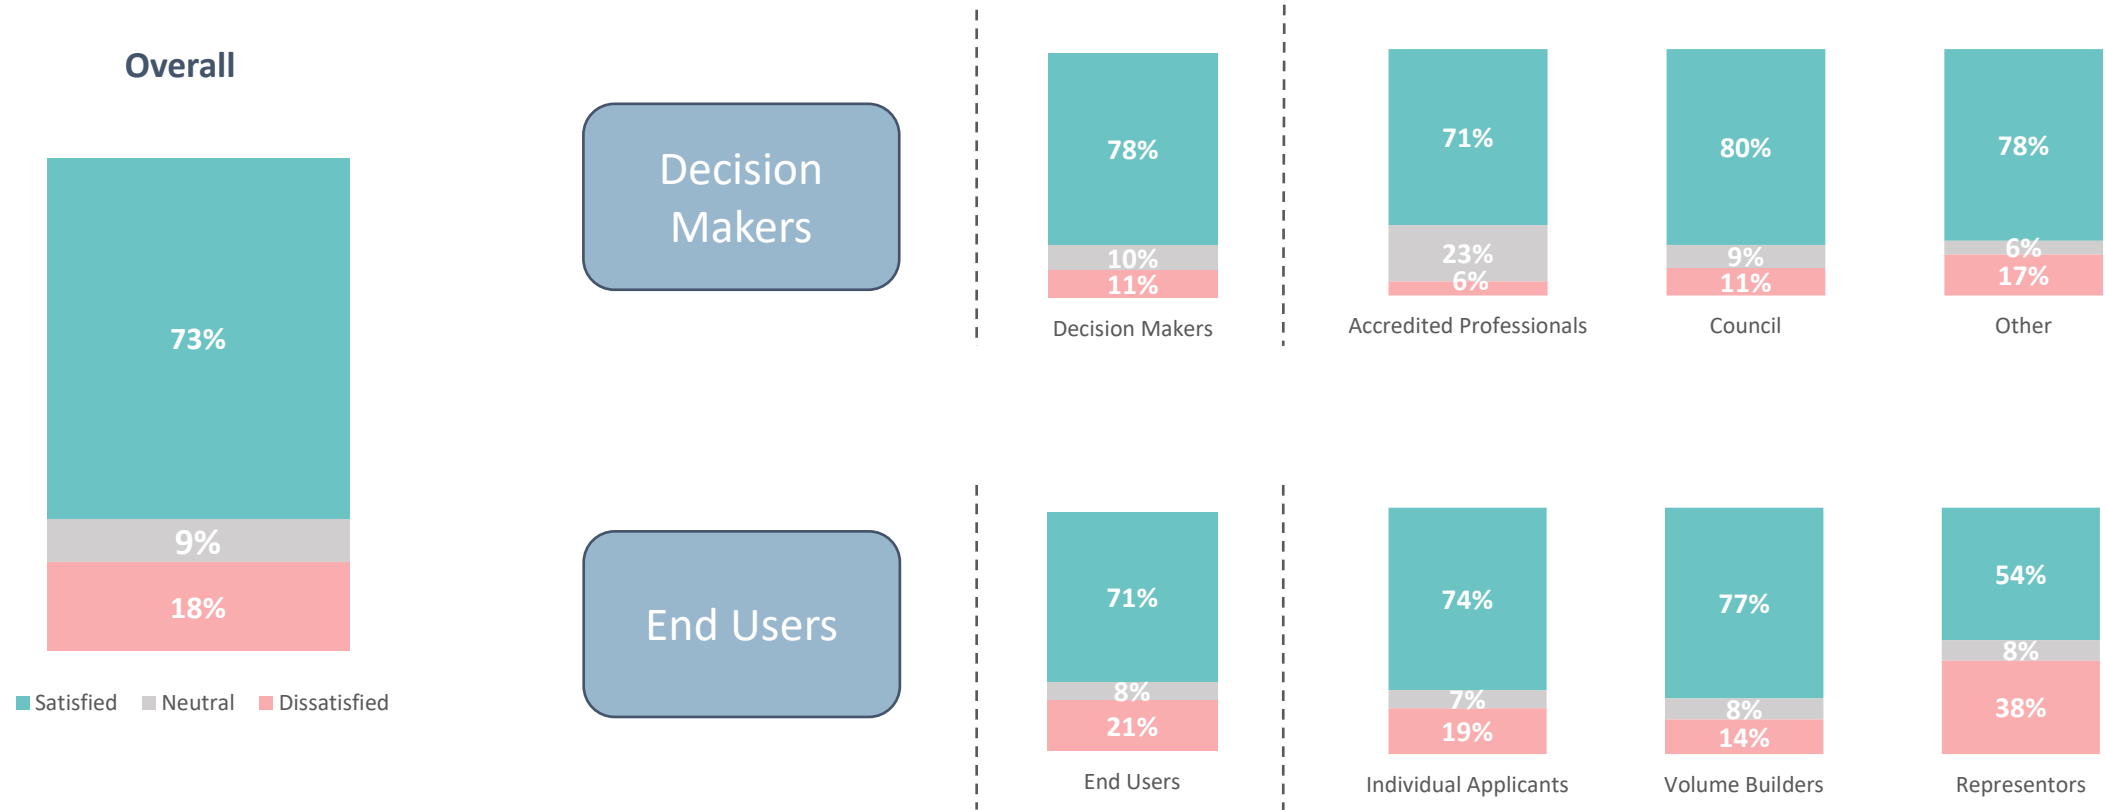 Overall
73%
9%
18%
Satisfied Neutral Dissatisfied
Decision
Makers
78%
10%
11%
Decision Makers
71%
23%
6%
Accredited Professionals
80%
9%
11%
Council
78%
6%
17%
Other
End Users
71%
8%
21%
End Users
74%
7%
19%
Individual Applicants
77%
8%
14%
Volume Builders
54%
8%
38%
Representors